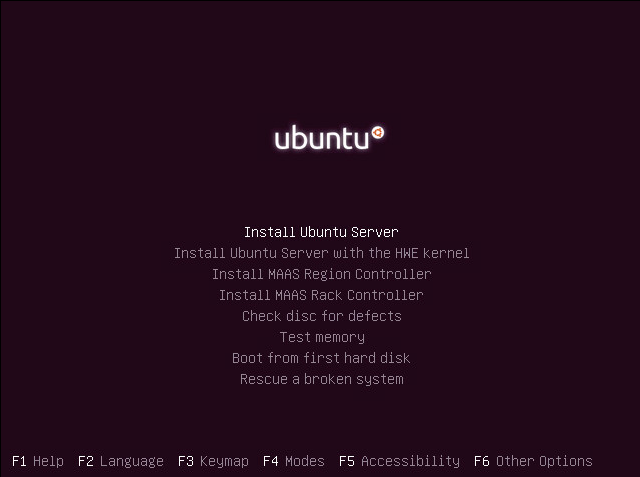 ubuntu
Install Ubuntu Server
Install Ubuntu Server with the HWE kernel
Install MAAS Region Controller
Install MAAS Rack Controller
Check disc for defects
Test memory
Boot from first hard disk
Rescue a broken system
F1 Help F2 Language F3 Keymap F4 Modes F5 Accessibility F6 Other Options